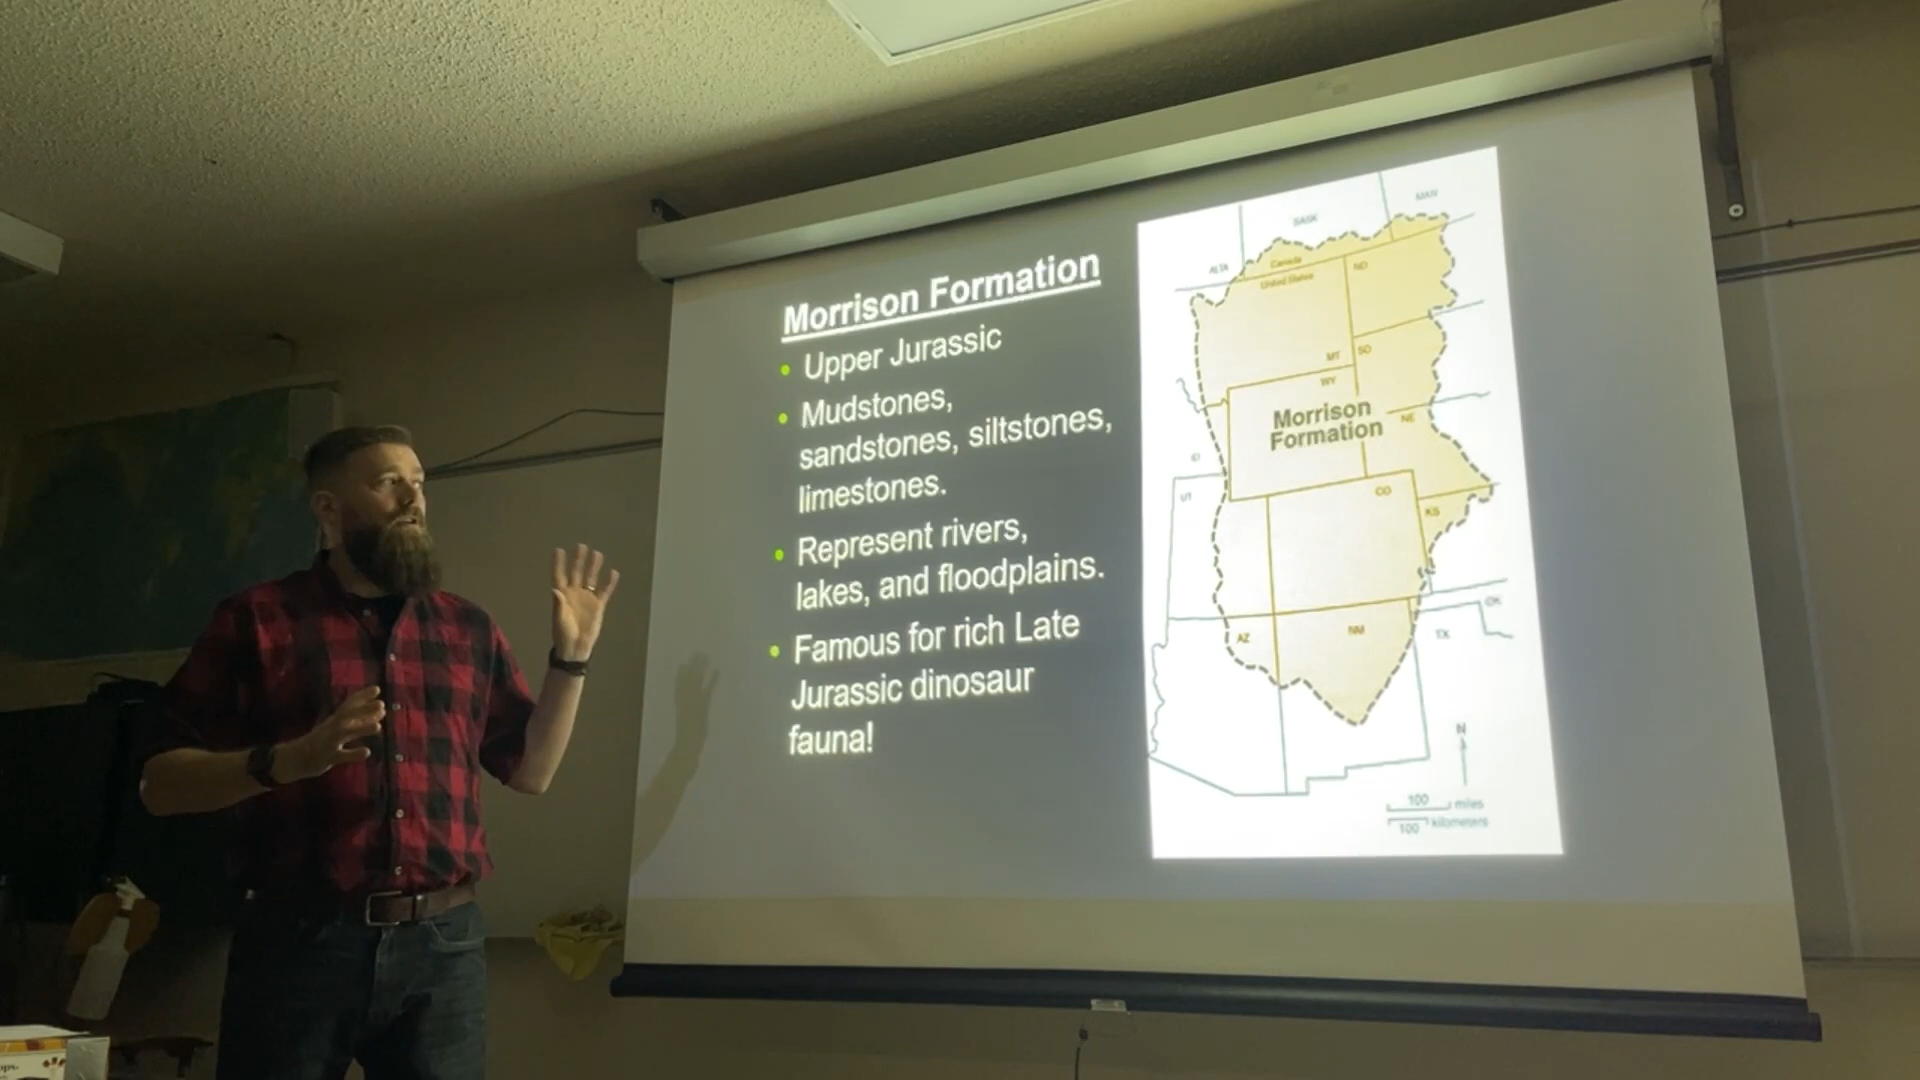 Morrison Formation
Upper Jurassic
Mudstones,
sandstones, siltstones,
limestones.
Represent rivers,
lakes, and floodplains.
Famous for rich Late
Jurassic dinosaur
fauna!
MAN
SASK
ALTA
Canada
United States
ND
MT
SD
WY
Morrison
Formation
NE
ID
UT
CO
KS
OK
AZ
NM
TX
N
100 miles
100 kilometers